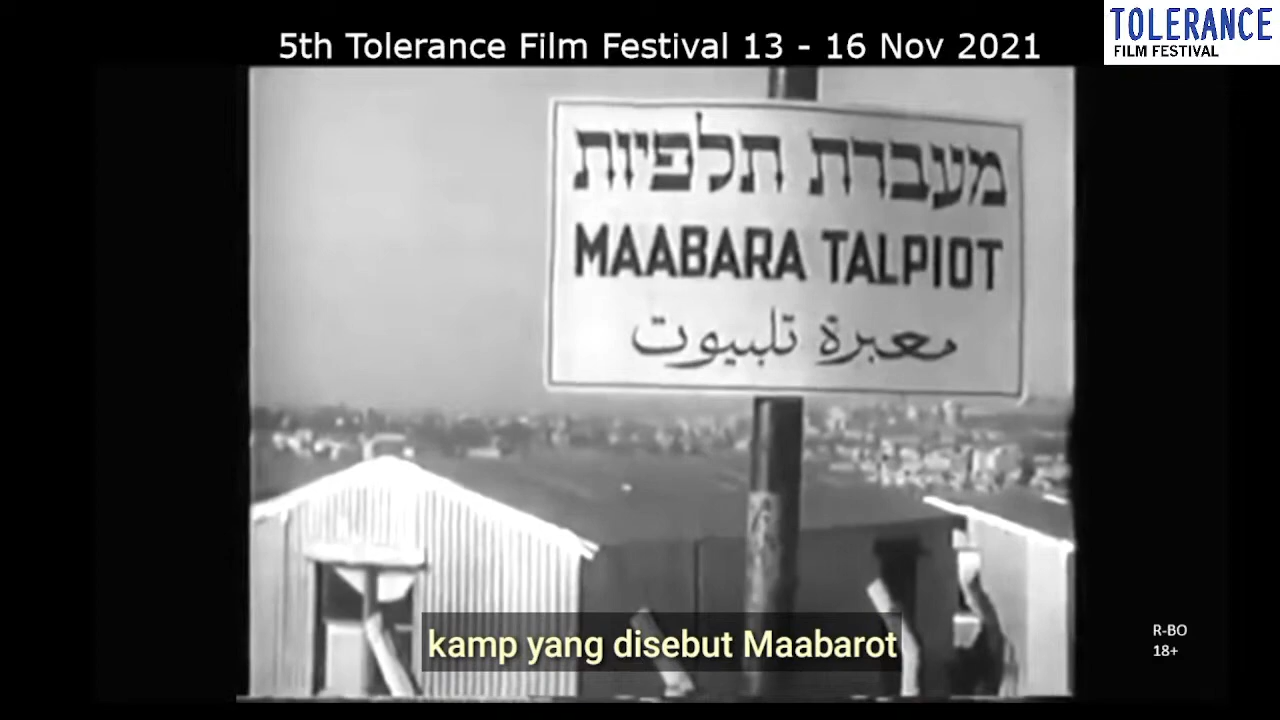 5th Tolerance Film Festival 13 - 16 Nov 2021
TOLERANCE
FILM FESTIVAL
מעברת תלפיות
MAABARA TALPIOT
معبرة تلبيوت
kamp yang disebut Maabarot
R-BO
18+